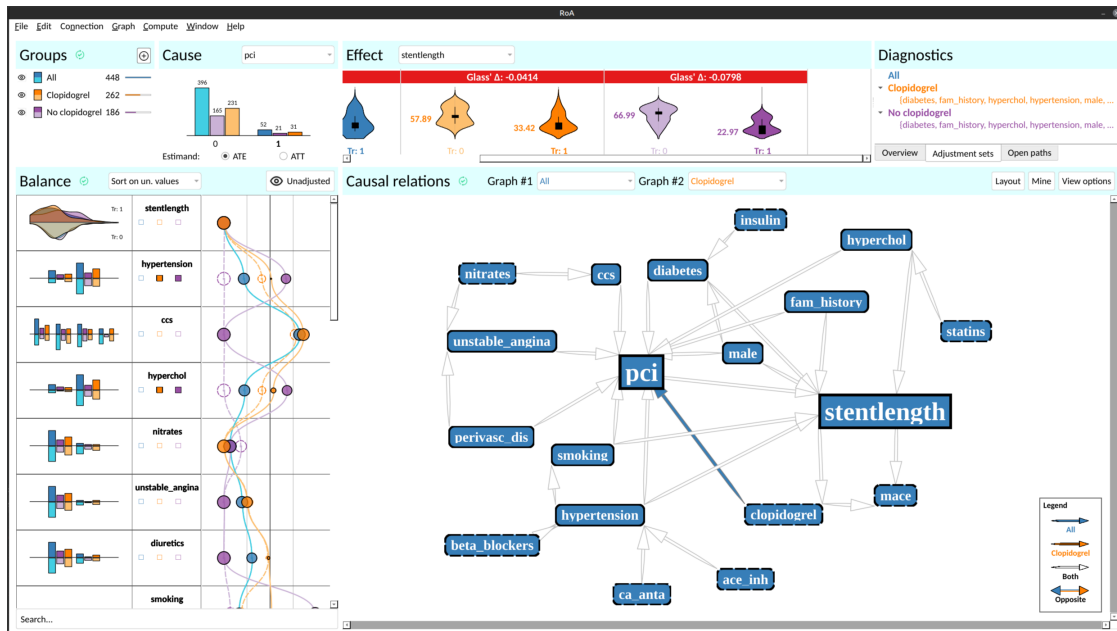 RoA
File Edit Connection Graph Compute Window Help
Groups
All 448
Clopidogrel 262
No clopidogrel 186
Cause
pci
396
165
231
52
21
31
0
1
Estimand: ATE ATT
Effect
stentlength
Glass' Δ: -0.0414
Glass' Δ: -0.0798
57.89
33.42
66.99
22.97
Tr: 1
Tr: 0
Tr: 1
Tr: 0
Tr: 1
Diagnostics
All
Clopidogrel
{diabetes, fam_history, hyperchol, hypertension, male, ...
No clopidogrel
{diabetes, fam_history, hyperchol, hypertension, male, ...
Overview Adjustment sets Open paths
Balance
Sort on un. values
Unadjusted
Tr: 1
Tr: 0
stentlength
hypertension
ccs
hyperchol
nitrates
unstable_angina
diuretics
smoking
Search...
Causal relations
Graph #1 All
Graph #2 Clopidogrel
Layout Mine View options
insulin
hyperchol
nitrates
ccs
diabetes
fam_history
statins
unstable_angina
male
pci
stentlength
perivasc_dis
smoking
mace
hypertension
clopidogrel
beta_blockers
ace_inh
ca_anta
Legend
All
Clopidogrel
Both
Opposite